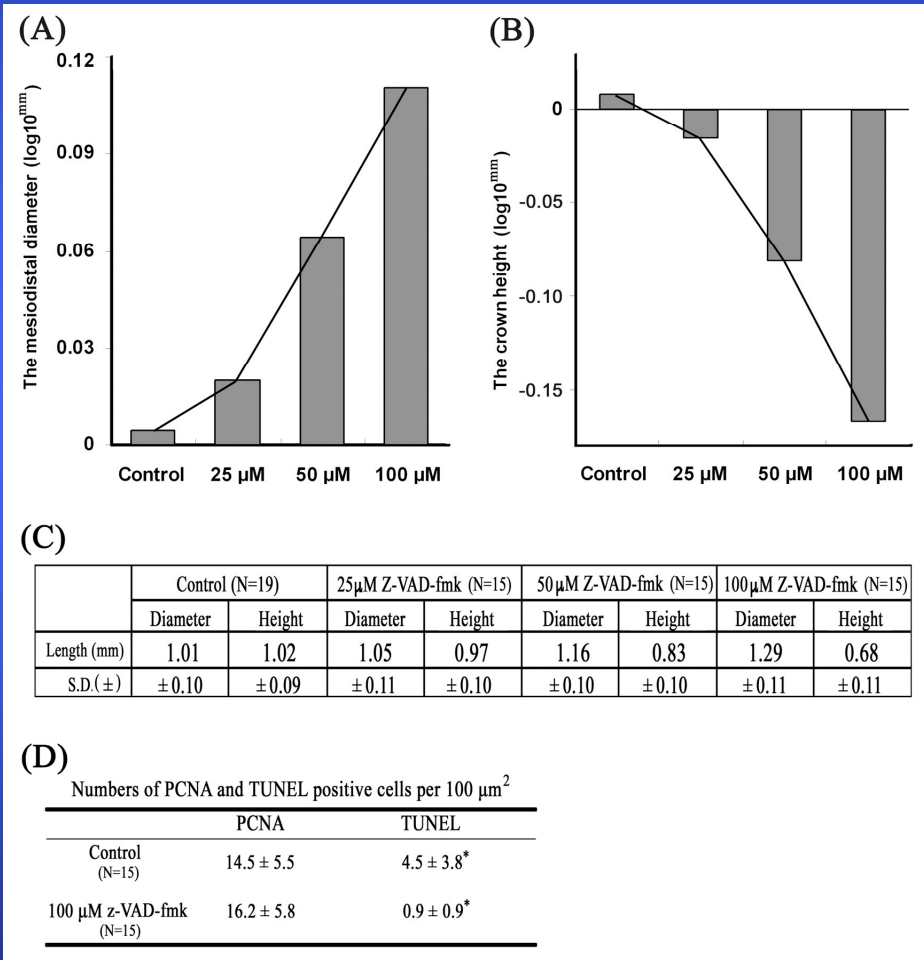 (A)
The mesiodistal diameter (log10mm)
0.12
0.09
0.06
0.03
0
Control 25 µM 50 µM 100 µM
(B)
The crown height (log10mm)
0
-0.05
-0.10
-0.15
Control 25 µM 50 µM 100 µM
(C)
Control (N=19) 25µM Z-VAD-fmk (N=15) 50µM Z-VAD-fmk (N=15) 100µM Z-VAD-fmk (N=15)
Diameter Height Diameter Height Diameter Height Diameter Height
Length (mm) 1.01 1.02 1.05 0.97 1.16 0.83 1.29 0.68
S.D.(±) ±0.10 ±0.09 ±0.11 ±0.10 ±0.10 ±0.10 ±0.11 ±0.11
(D)
Numbers of PCNA and TUNEL positive cells per 100 µm2
PCNA TUNEL
Control 14.5 ± 5.5 4.5 ± 3.8*
(N=15)
100 µM z-VAD-fmk 16.2 ± 5.8 0.9 ± 0.9*
(N=15)